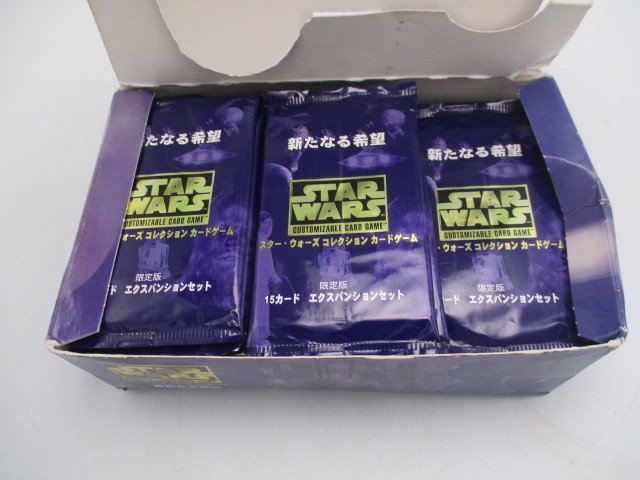 新たなる希望
STAR
WARS
CUSTOMIZABLE CARD GAME™
ォーズ コレクション カードゲーム
限定版
ード エクスパンションセット
新たなる希望
STAR
WARS
CUSTOMIZABLE CARD GAME™
スター・ウォーズ コレクション カードゲーム
限定版
15カード エクスパンションセット
新たなる希望
STAR
WARS
CUSTOMIZABLE CARD GAME™
ー・ウォーズ コレクション カードゲーム
限定版
ード エクスパンションセット